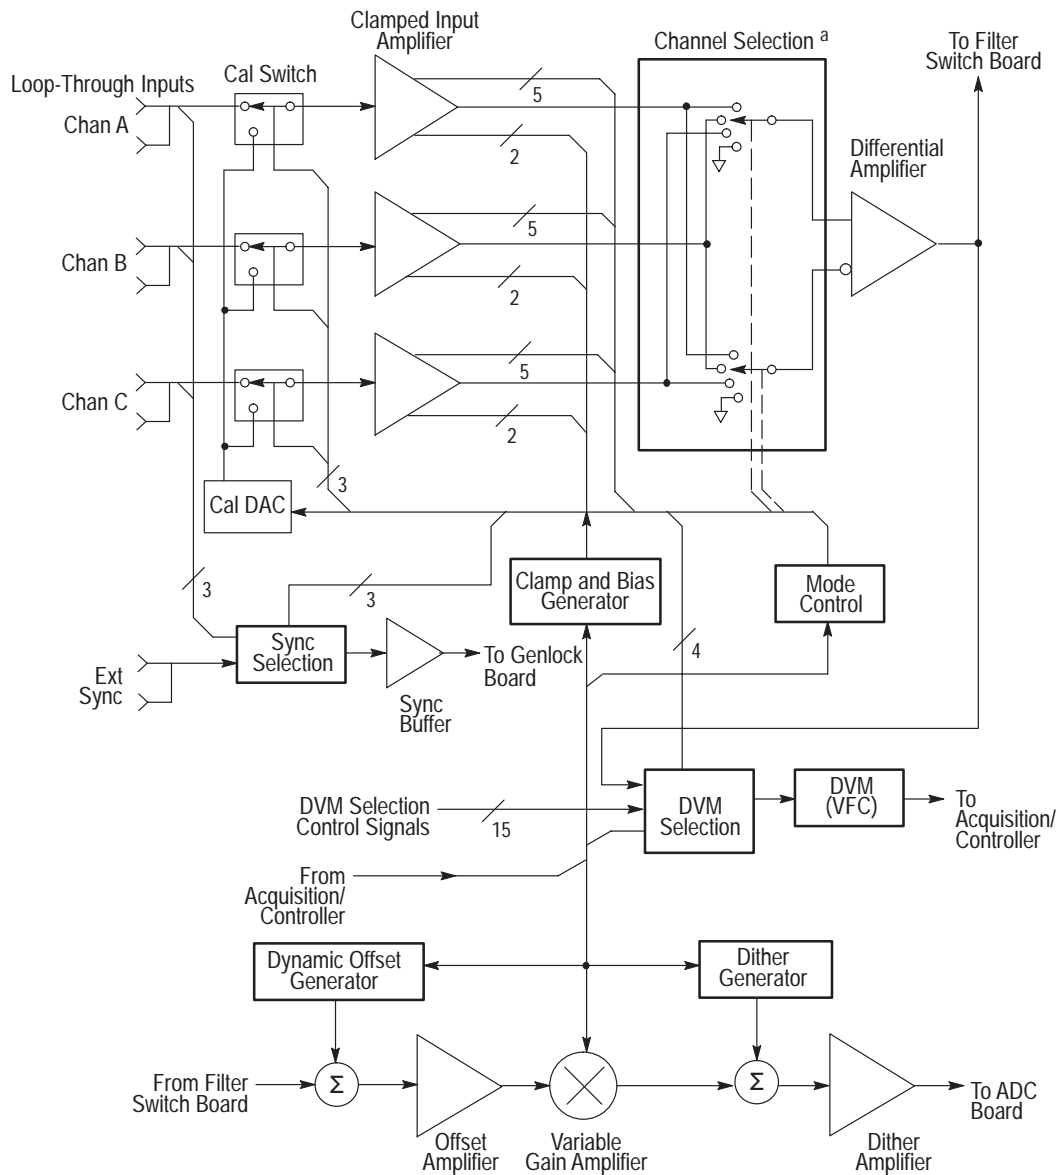 Clamped Input
Amplifier
Channel Selection a
To Filter
Switch Board
Loop-Through Inputs
Cal Switch
Chan A
5
2
Differential
Amplifier
Chan B
5
2
Chan C
5
2
Cal DAC
3
3
3
Clamp and Bias
Generator
Mode
Control
Sync
Selection
To Genlock
Board
4
Ext
Sync
Sync
Buffer
DVM Selection
Control Signals
15
DVM
Selection
DVM
(VFC)
To
Acquisition/
Controller
From
Acquisition/
Controller
Dynamic Offset
Generator
Dither
Generator
From Filter
Switch Board
Σ
Σ
To ADC
Board
Offset
Amplifier
Variable
Gain Amplifier
Dither
Amplifier